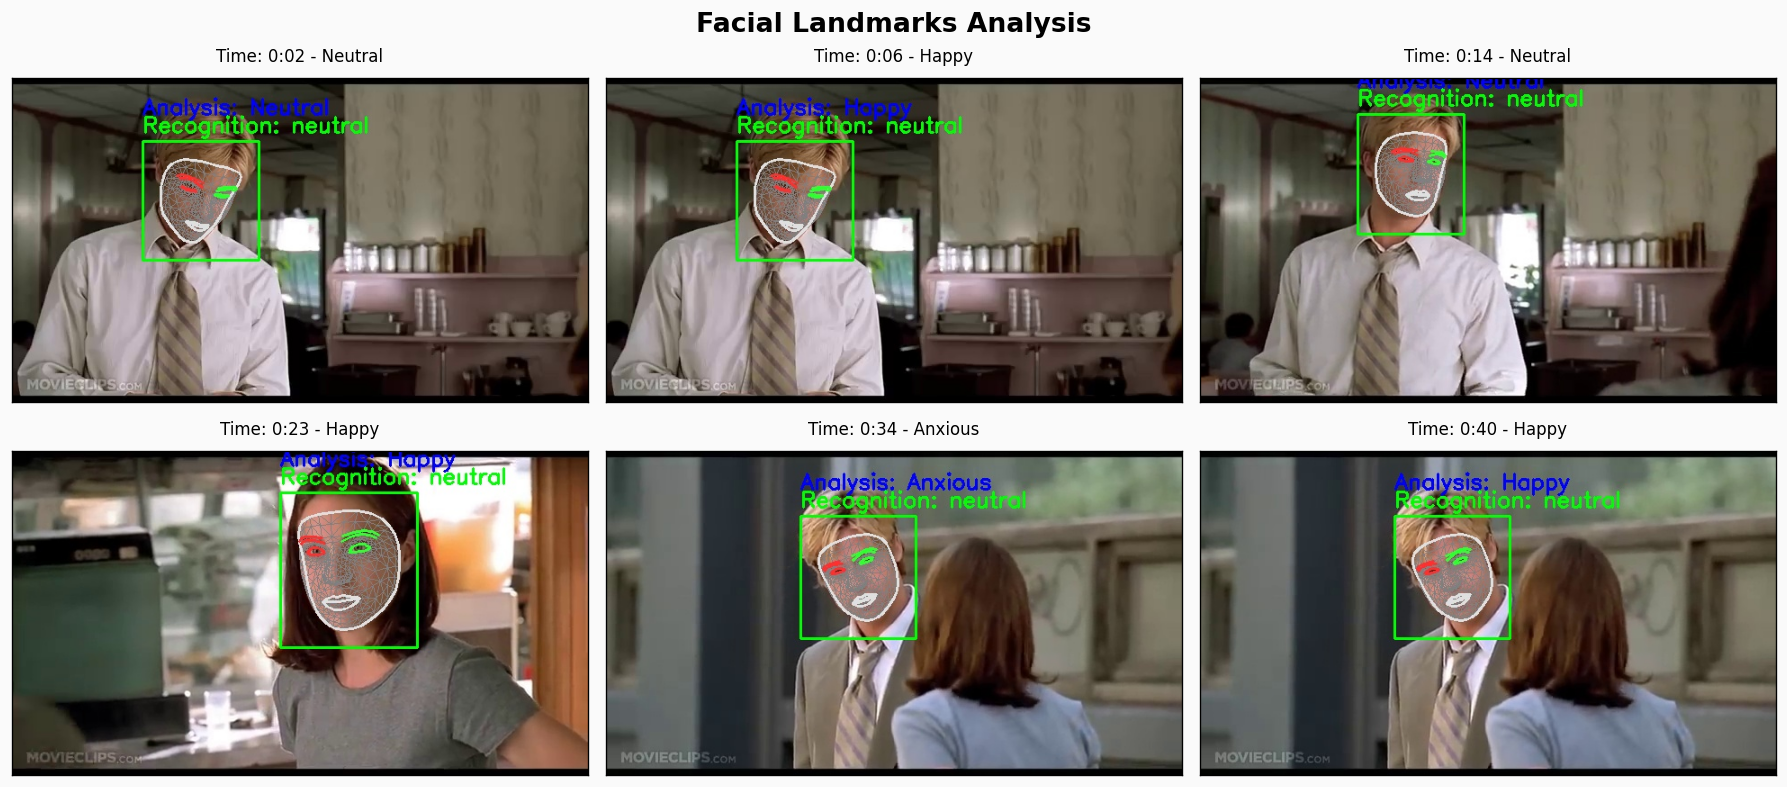 Facial Landmarks Analysis
Time: 0:02 - Neutral
Time: 0:06 - Happy
Time: 0:14 - Neutral
Analysis: Neutral
Recognition: neutral
MOVIECLIPS.COM
Analysis: Happy
Recognition: neutral
MOVIECLIPS.COM
Analysis: Neutral
Recognition: neutral
MOVIECLIPS.COM
Time: 0:23 - Happy
Time: 0:34 - Anxious
Time: 0:40 - Happy
Analysis: Happy
Recognition: neutral
MOVIECLIPS.COM
Analysis: Anxious
Recognition: neutral
MOVIECLIPS.COM
Analysis: Happy
Recognition: neutral
MOVIECLIPS.COM